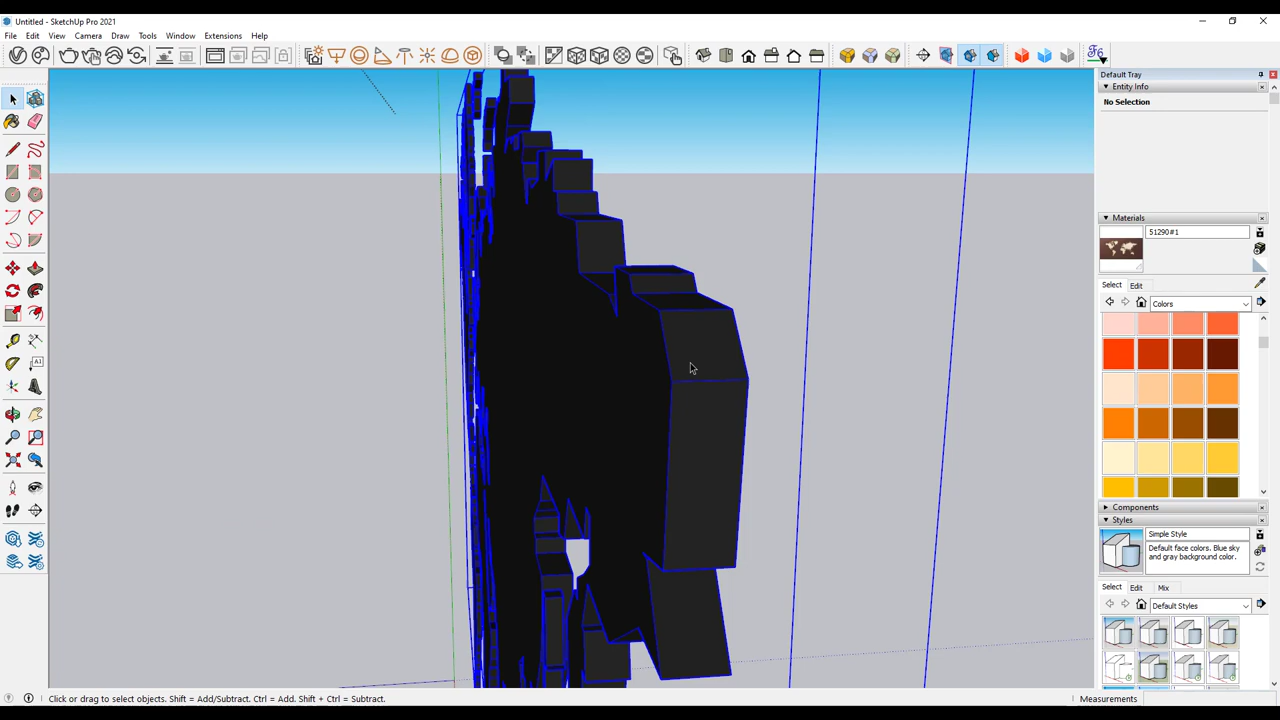 Untitled - SketchUp Pro 2021
File Edit View Camera Draw Tools Window Extensions Help
Default Tray
Entity Info
No Selection
Materials
51290#1
Select Edit
Colors
Components
Styles
Simple Style
Default face colors. Blue sky
and gray background color.
Select Edit Mix
Default Styles
Click or drag to select objects. Shift = Add/Subtract. Ctrl = Add. Shift + Ctrl = Subtract.
Measurements